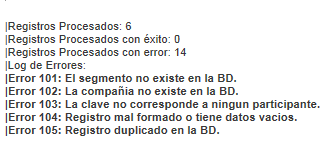 |Registros Procesados: 6
|Registros Procesados con éxito: 0
|Registros Procesados con error: 14
|Log de Errores:
|Error 101: El segmento no existe en la BD.
|Error 102: La compañia no existe en la BD.
|Error 103: La clave no corresponde a ningun participante.
|Error 104: Registro mal formado o tiene datos vacios.
|Error 105: Registro duplicado en la BD.